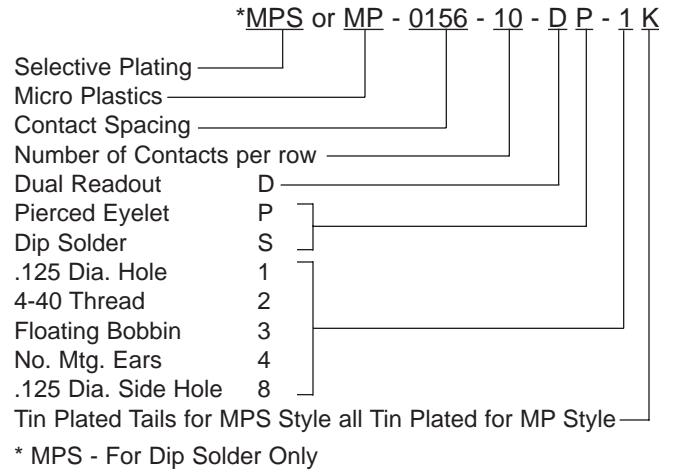 *MPS or MP - 0156 - 10 - D P - 1 K
Selective Plating
Micro Plastics
Contact Spacing
Number of Contacts per row
Dual Readout D
Pierced Eyelet P
Dip Solder S
.125 Dia. Hole 1
4-40 Thread 2
Floating Bobbin 3
No. Mtg. Ears 4
.125 Dia. Side Hole 8
Tin Plated Tails for MPS Style all Tin Plated for MP Style
* MPS - For Dip Solder Only